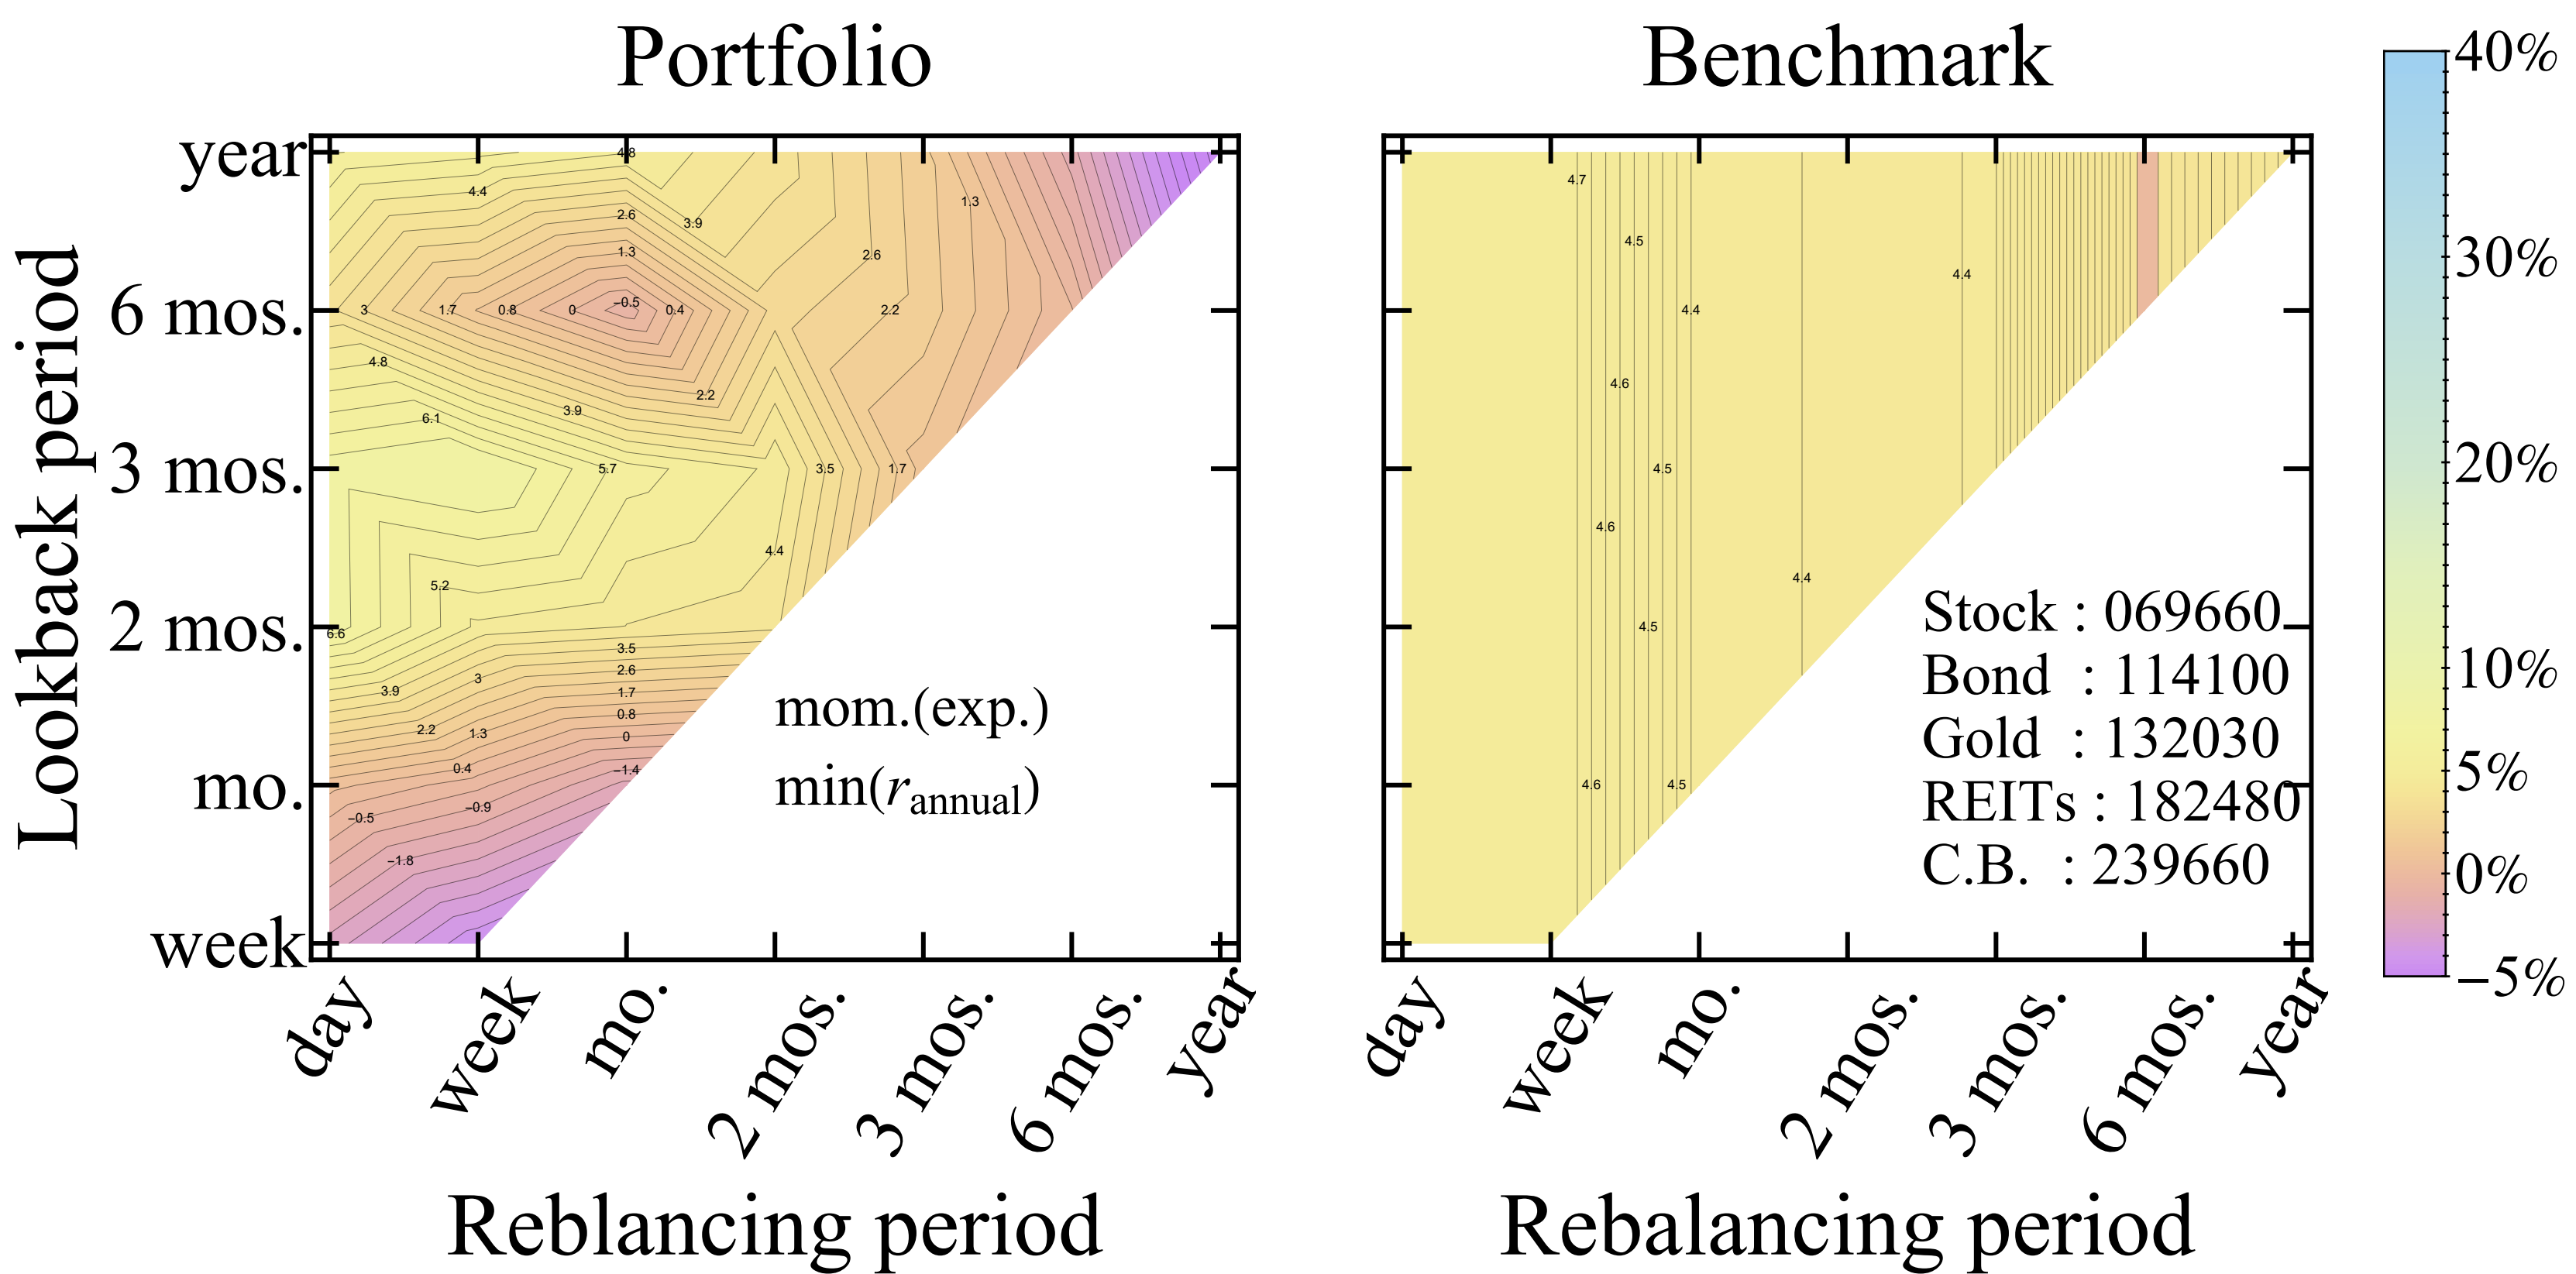 Portfolio
Benchmark
Lookback period
year
6 mos.
3 mos.
2 mos.
mo.
week
4.8
4.4
2.6
3.9
1.3
1.3
2.6
3
1.7
0.8
0
−0.5
0.4
2.2
4.8
2.2
3.9
6.1
5.7
3.5
1.7
4.4
5.2
6.6
3.5
2.6
3
1.7
3.9
0.8
2.2
1.3
0
0.4
−1.4
−0.9
−0.5
−1.8
mom.(exp.)
min(rannual)
day
week
mo.
2 mos.
3 mos.
6 mos.
year
Reblancing period
4.7
4.5
4.4
4.4
4.6
4.5
4.6
4.4
4.5
4.6
4.5
Stock : 069660
Bond : 114100
Gold : 132030
REITs : 182480
C.B. : 239660
day
week
mo.
2 mos.
3 mos.
6 mos.
year
Rebalancing period
40%
30%
20%
10%
5%
0%
−5%